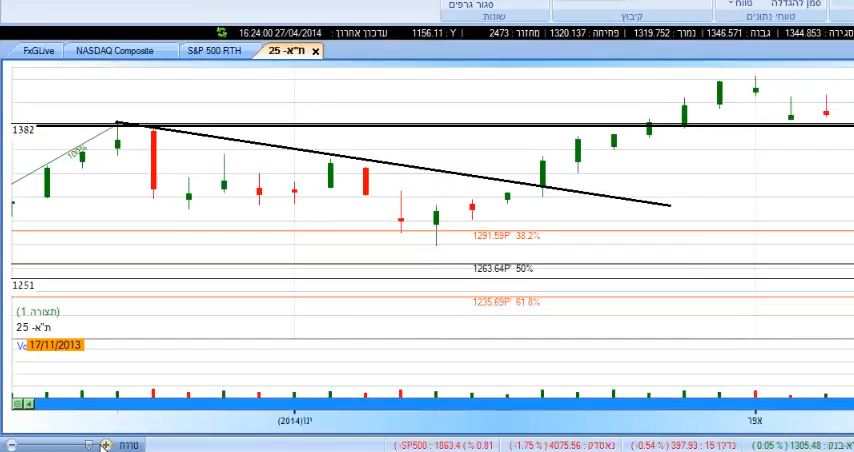 סמן להגדלה טווח
סגור גרפים
טווחי נתונים קיבוץ שונות
סגירה : 1344.853 | גבוה : 1346.571 | נמוך : 1319.752 | פתיחה : 1320.137 | מחזור : 2473 | Y : 1156.11 | עדכון אחרון : 27/04/2014 16:24:00
FxGLive NASDAQ Composite S&P 500 RTH ת"א- 25 x
1382
100%
1291.59P' 38.2%
1263.64P' 50%
1251
1235.69P' 61.8%
(תצורה 1)
ת"א- 25
17/11/2013
ינו(2014) אפר
טרדת SP500 : 1863.4 (% 0.81-) נאסדק : 4075.56 (% 1.75-) נדלן 15 : 397.93 (% 0.54-) א-בנק : 1305.48 (% 0.05)